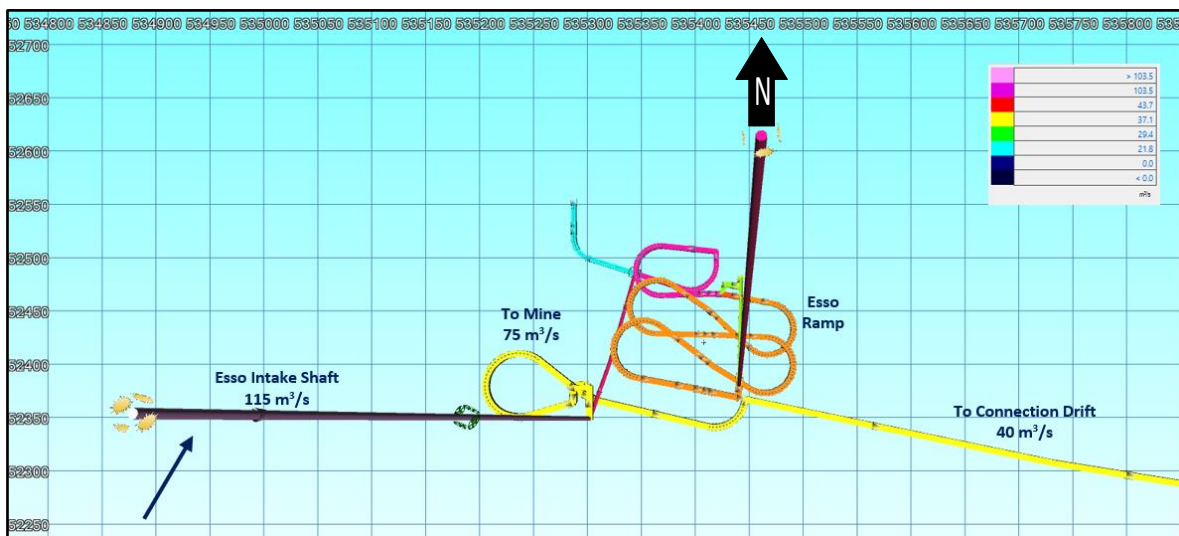 534800 534850 534900 534950 535000 535050 535100 535150 535200 535250 535300 535350 535400 535450 535500 535550 535600 535650 535700 535750 535800
52700
52650
52600
52550
52500
52450
52400
52350
52300
52250
N
> 103.5
103.5
43.7
37.1
29.4
21.8
0.0
< 0.0
m³/s
To Mine
75 m³/s
Esso
Ramp
Esso Intake Shaft
115 m³/s
To Connection Drift
40 m³/s